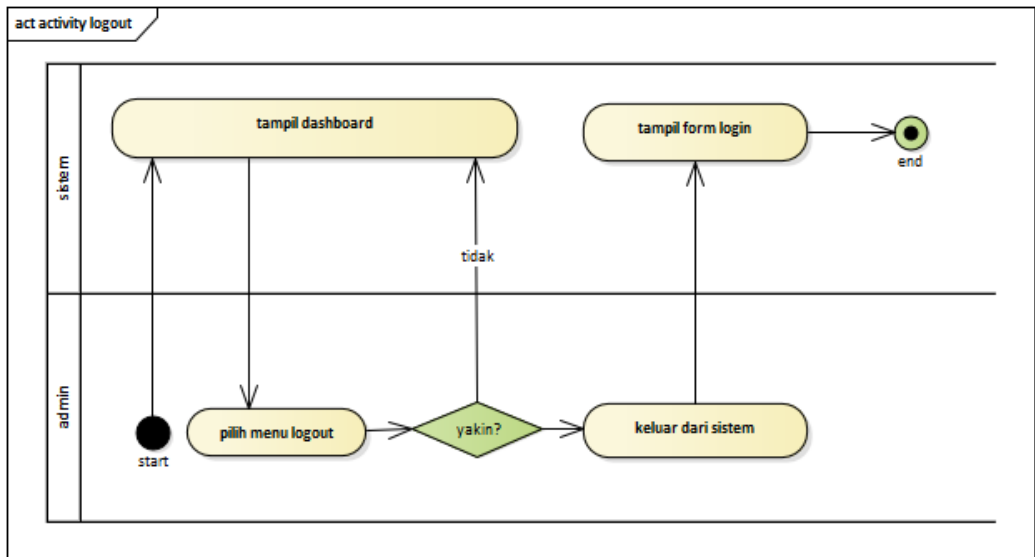 act activity logout
sistem
tampil dashboard
tampil form login
end
tidak
admin
start
pilih menu logout
yakin?
keluar dari sistem